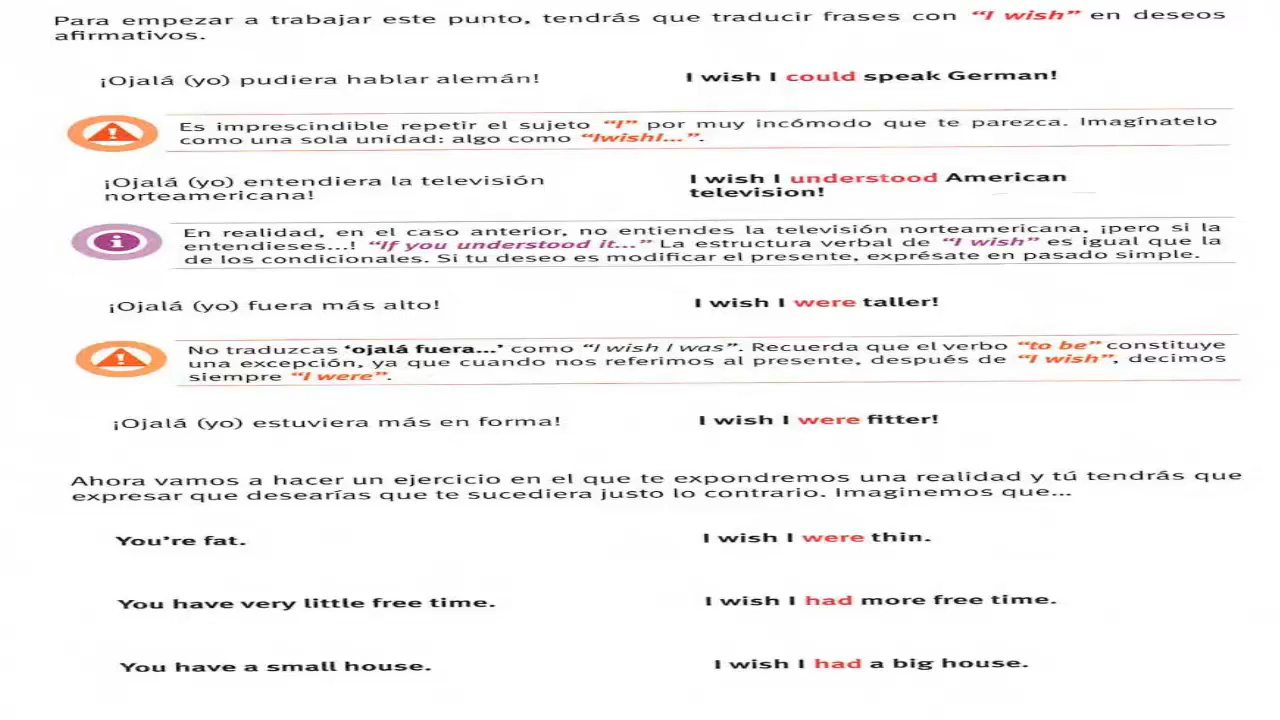 Para empezar a trabajar este punto, tendrás que traducir frases con “I wish” en deseos
afirmativos.
¡Ojalá (yo) pudiera hablar alemán!
I wish I could speak German!
Es imprescindible repetir el sujeto “I” por muy incómodo que te parezca. Imagínatelo
como una sola unidad: algo como “IwishI...”.
¡Ojalá (yo) entendiera la televisión
norteamericana!
I wish I understood American
television!
En realidad, en el caso anterior, no entiendes la televisión norteamericana, ¡pero si la
entendieses...! “If you understood it...” La estructura verbal de “I wish” es igual que la
de los condicionales. Si tu deseo es modificar el presente, exprésate en pasado simple.
¡Ojalá (yo) fuera más alto!
I wish I were taller!
No traduzcas ‘ojalá fuera...’ como “I wish I was”. Recuerda que el verbo “to be” constituye
una excepción, ya que cuando nos referimos al presente, después de “I wish”, decimos
siempre “I were”.
¡Ojalá (yo) estuviera más en forma!
I wish I were fitter!
Ahora vamos a hacer un ejercicio en el que te expondremos una realidad y tú tendrás que
expresar que desearías que te sucediera justo lo contrario. Imaginemos que...
You’re fat.
I wish I were thin.
You have very little free time.
I wish I had more free time.
You have a small house.
I wish I had a big house.